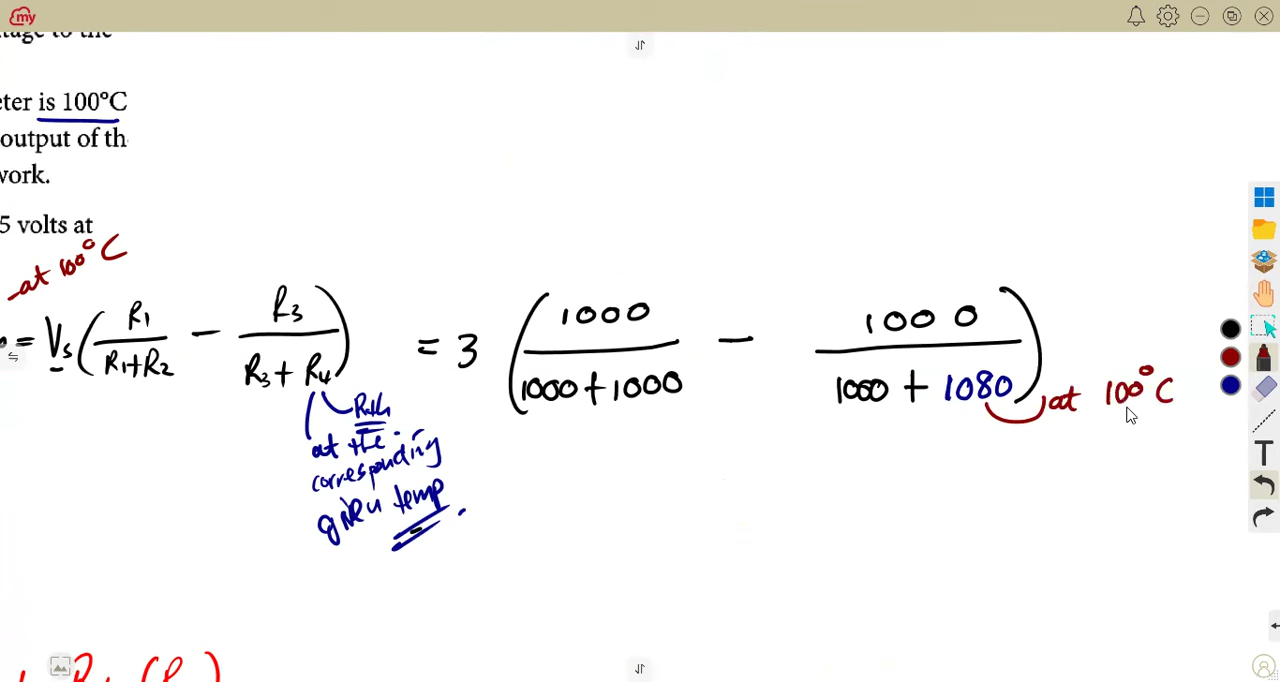 my
tage to the
eter is 100°C
output of th
work.
5 volts at
at 100°C
= Vs ( R1 / R1+R2 − R3 / R3 + R4 ) = 3 ( 1000 / 1000+1000 − 1000 / 1000 + 1080 ) at 100°C
Rth
at the
corresponding
given temp
T